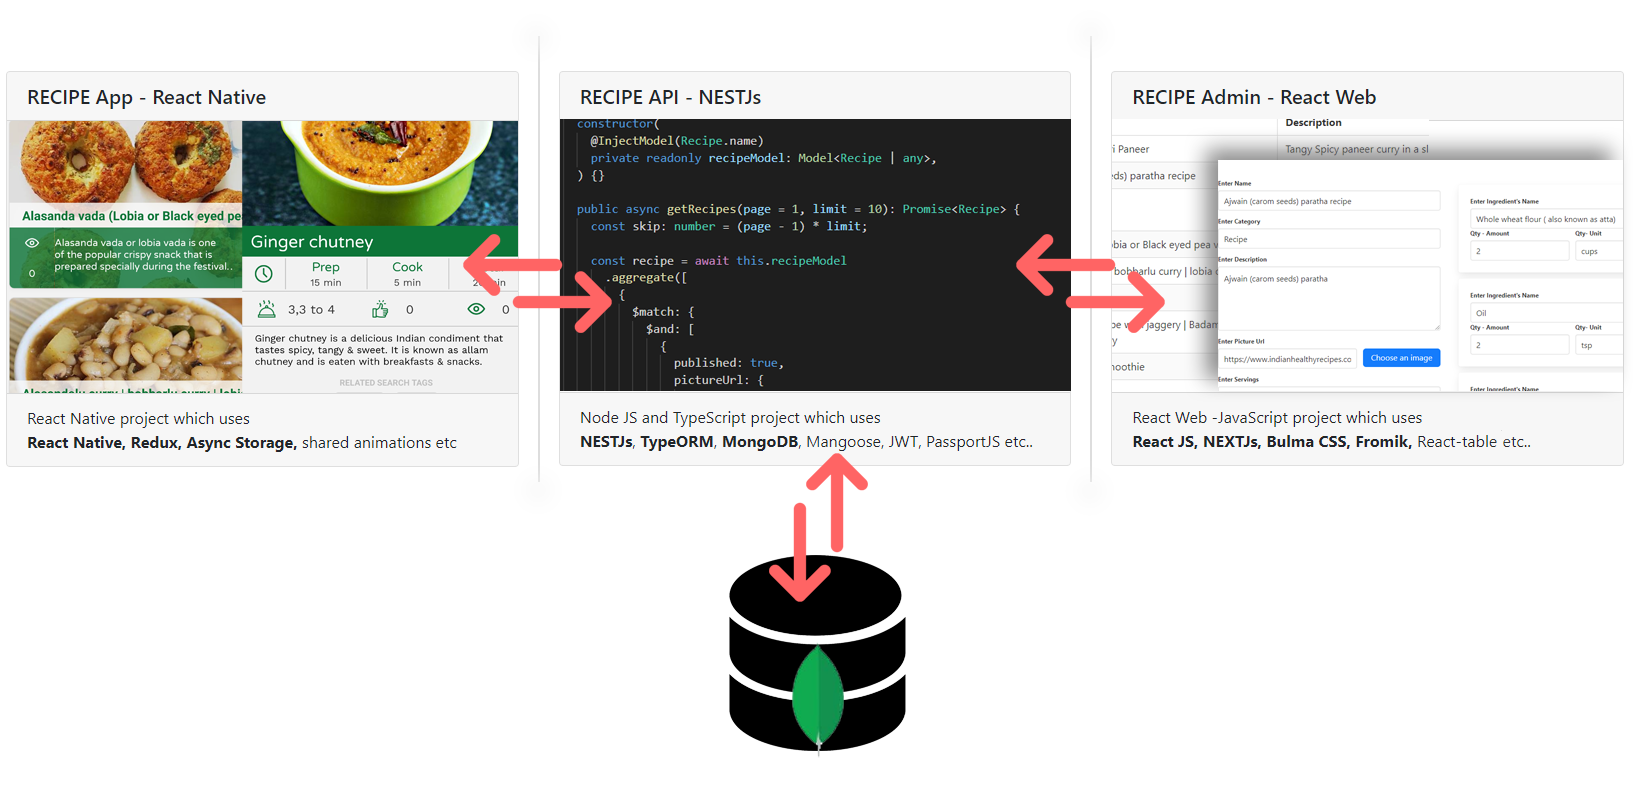 RECIPE App - React Native
Alasanda vada (Lobia or Black eyed pea
Alasanda vada or lobia vada is one
of the popular crispy snack that is
prepared specially during the festival..
0
Ginger chutney
Prep
15 min
Cook
5 min
3,3 to 4
0
0
Ginger chutney is a delicious Indian condiment that
tastes spicy, tangy & sweet. It is known as allam
chutney and is eaten with breakfasts & snacks.
RELATED SEARCH TAGS
Alasandalu curry | bobbarlu curry | lobi
React Native project which uses
React Native, Redux, Async Storage, shared animations etc
RECIPE API - NESTJs
constructor(
@InjectModel(Recipe.name)
private readonly recipeModel: Model<Recipe | any>,
) {}
public async getRecipes(page = 1, limit = 10): Promise<Recipe> {
const skip: number = (page - 1) * limit;
const recipe = await this.recipeModel
.aggregate([
{
$match: {
$and: [
{
published: true,
pictureUrl: {
Node JS and TypeScript project which uses
NESTJs, TypeORM, MongoDB, Mangoose, JWT, PassportJS etc..
RECIPE Admin - React Web
Description
ri Paneer
Tangy Spicy paneer curry in a sl
eds) paratha recipe
obia or Black eyed pea v
bobbarlu curry | lobia c
pe with jaggery | Badam
y
moothie
Enter Name
Ajwain (carom seeds) paratha recipe
Enter Category
Recipe
Enter Description
Ajwain (carom seeds) paratha
Enter Picture Url
https://www.indianhealthyrecipes.co
Choose an image
Enter Servings
Enter Ingredient's Name
Whole wheat flour ( also known as atta)
Qty - Amount
Qty- Unit
2
cups
Enter Ingredient's Name
Oil
Qty - Amount
Qty- Unit
2
tsp
Enter Ingredient's Name
React Web -JavaScript project which uses
React JS, NEXTJs, Bulma CSS, Fromik, React-table etc..